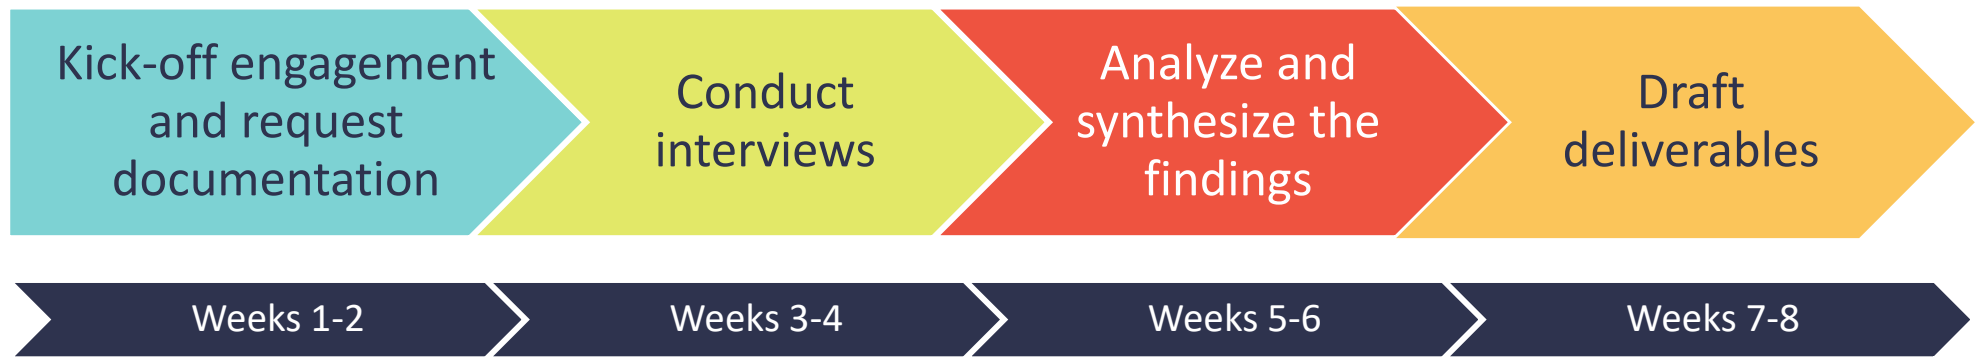 Kick-off engagement
and request
documentation
Conduct
interviews
Analyze and
synthesize the
findings
Draft
deliverables
Weeks 1-2
Weeks 3-4
Weeks 5-6
Weeks 7-8